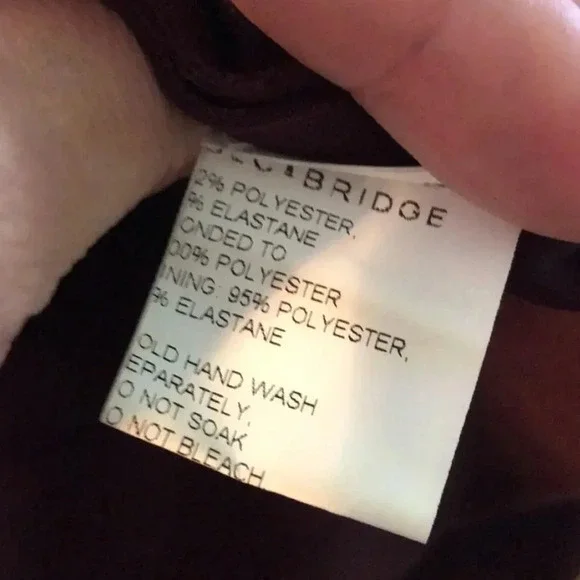 BRIDGE
2% POLYESTER,
% ELASTANE
ONDED TO
00% POLYESTER
INING: 95% POLYESTER,
% ELASTANE
OLD HAND WASH
EPARATELY,
O NOT SOAK
O NOT BLEACH